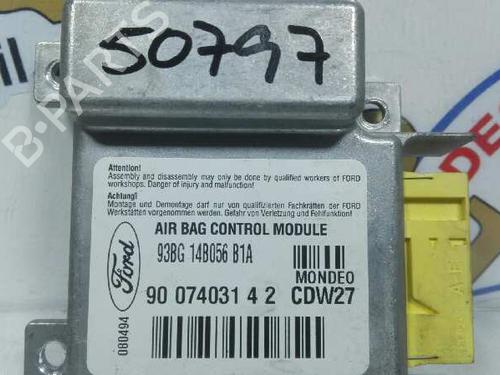 50797
B-PARTS
Attention!
Assembly and disassembly may only be done by qualified workers of FORD
workshops. Danger of injury and malfunction!
Achtung!
Montage und Demontage darf nur von qualifizierten Fachkräften der FORD
Werkstätten vorgenommen werden. Gefahr von Verletzung und Fehlfunktion!
Ford
080494
AIR BAG CONTROL MODULE
93BG 14B056 B1A
MONDEO
90 074031 4 2 CDW27